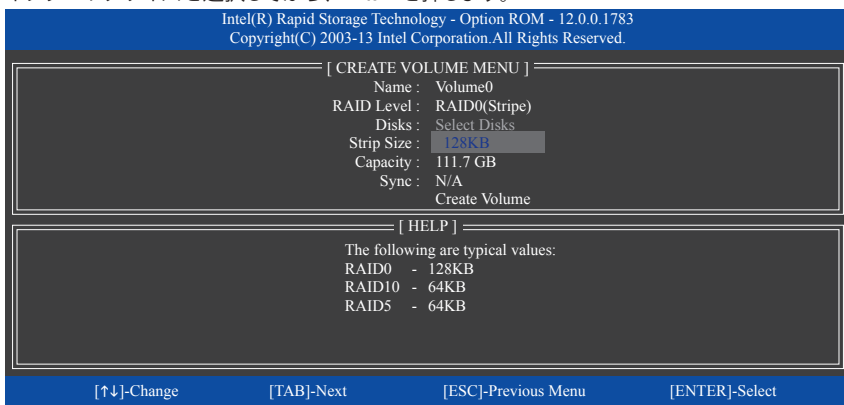 Intel(R) Rapid Storage Technology - Option ROM - 12.0.0.1783
Copyright(C) 2003-13 Intel Corporation.All Rights Reserved.
[ CREATE VOLUME MENU ]
Name : Volume0
RAID Level : RAID0(Stripe)
Disks : Select Disks
Strip Size : 128KB
Capacity : 111.7 GB
Sync : N/A
Create Volume
[ HELP ]
The following are typical values:
RAID0 - 128KB
RAID10 - 64KB
RAID5 - 64KB
[↑↓]-Change [TAB]-Next [ESC]-Previous Menu [ENTER]-Select